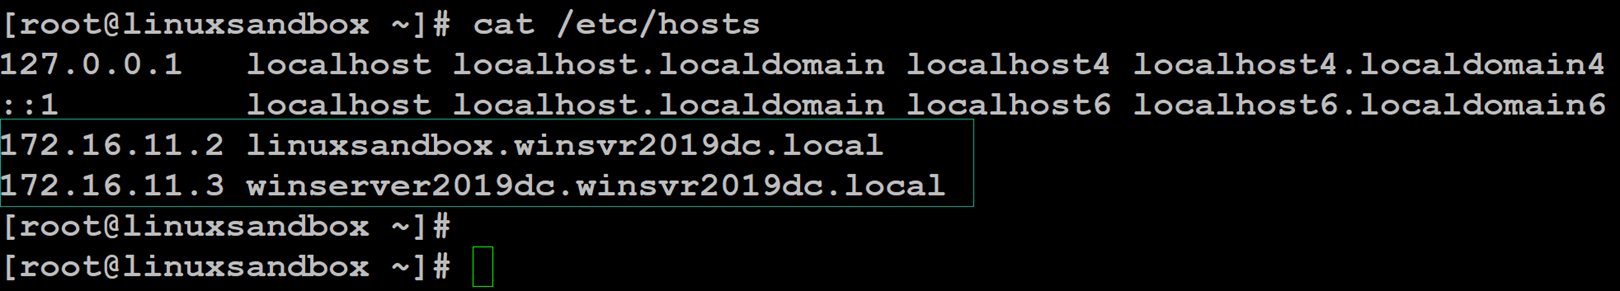 [root@linuxsandbox ~]# cat /etc/hosts
127.0.0.1   localhost localhost.localdomain localhost4 localhost4.localdomain4
::1         localhost localhost.localdomain localhost6 localhost6.localdomain6
172.16.11.2 linuxsandbox.winsvr2019dc.local
172.16.11.3 winserver2019dc.winsvr2019dc.local
[root@linuxsandbox ~]#
[root@linuxsandbox ~]#